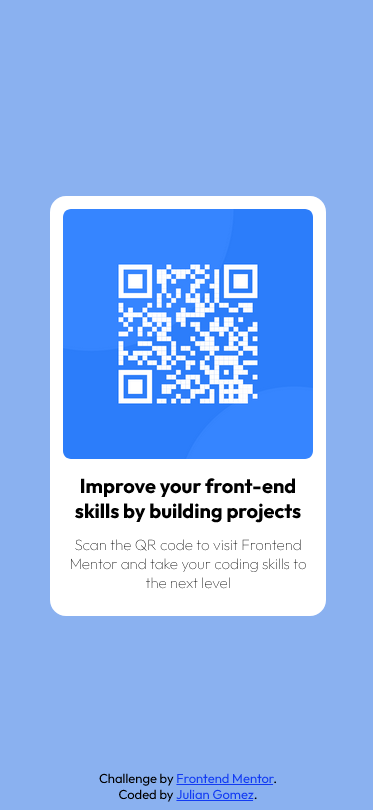 Improve your front-end
skills by building projects
Scan the QR code to visit Frontend
Mentor and take your coding skills to
the next level
Challenge by Frontend Mentor.
Coded by Julian Gomez.